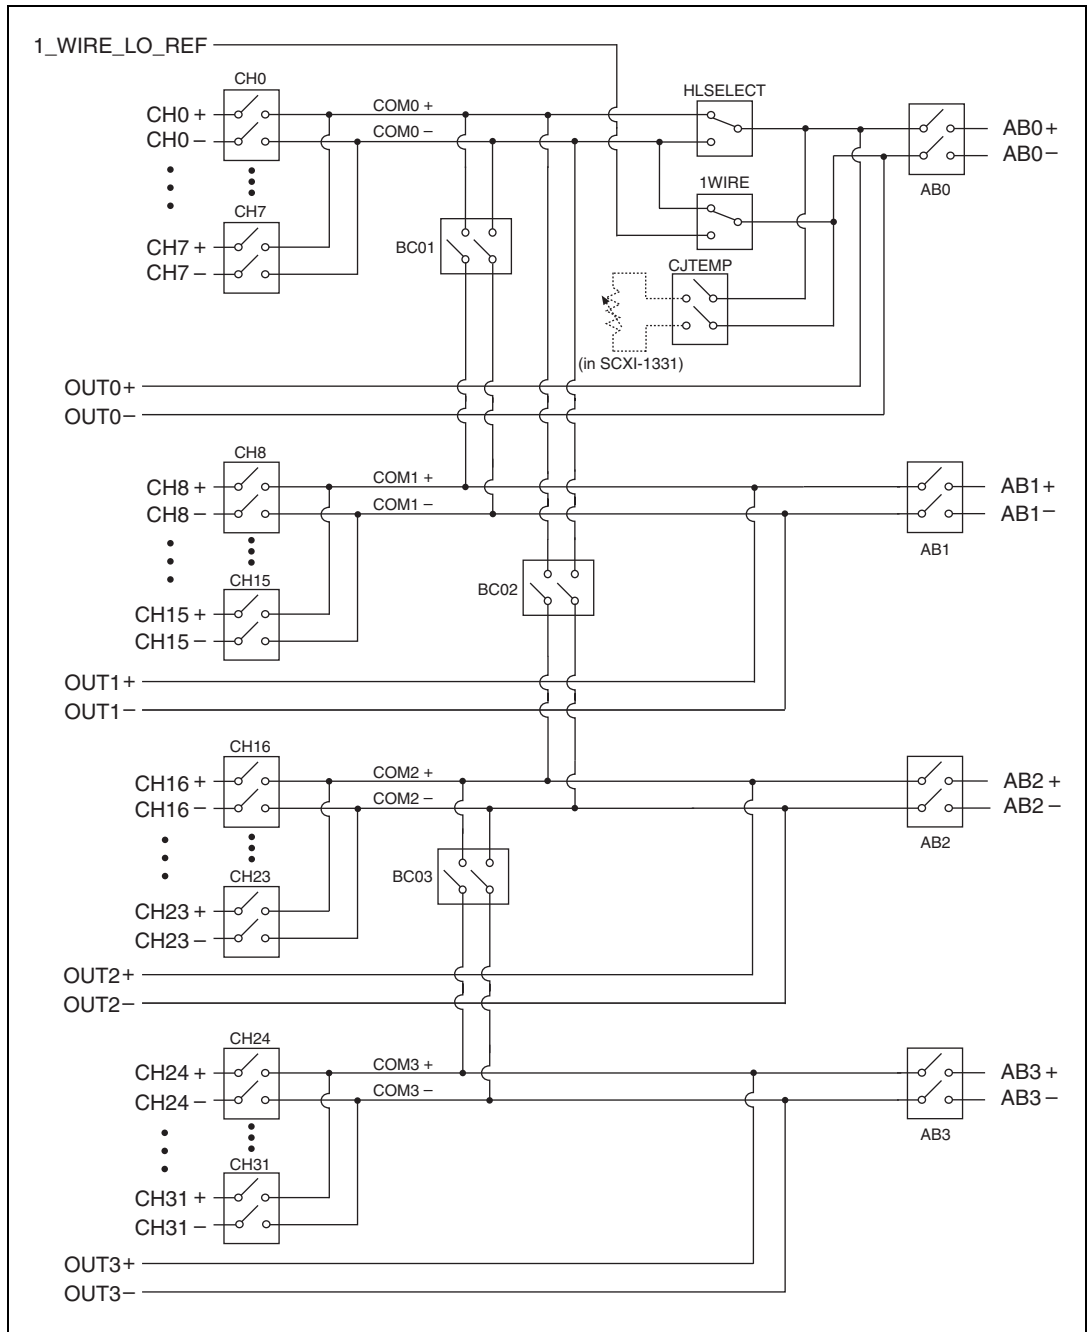 1_WIRE_LO_REF
CH0
CH0+ COM0+ HLSELECT
CH0− COM0− AB0+
AB0−
AB0
CH7 1WIRE
CH7+ BC01
CH7− CJTEMP
(in SCXI-1331)
OUT0+
OUT0−
CH8
CH8+ COM1+ AB1+
CH8− COM1− AB1−
AB1
CH15 BC02
CH15+
CH15−
OUT1+
OUT1−
CH16
CH16+ COM2+ AB2+
CH16− COM2− AB2−
AB2
CH23 BC03
CH23+
CH23−
OUT2+
OUT2−
CH24
CH24+ COM3+ AB3+
CH24− COM3− AB3−
AB3
CH31
CH31+
CH31−
OUT3+
OUT3−